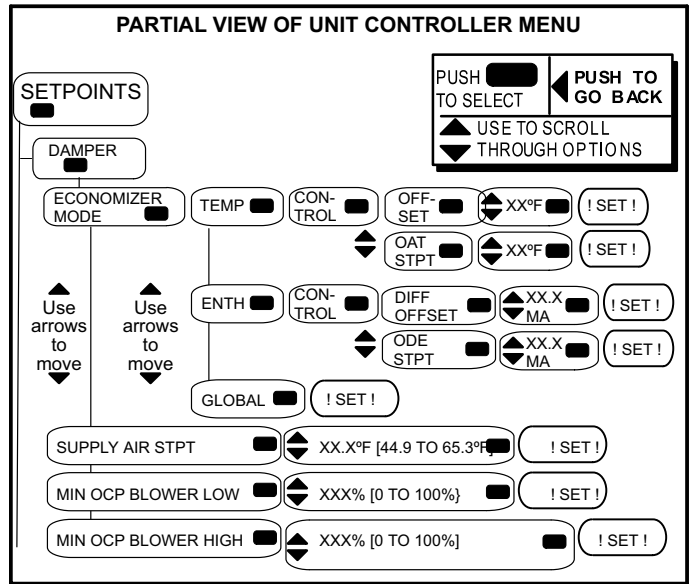 PARTIAL VIEW OF UNIT CONTROLLER MENU
PUSH
TO SELECT
PUSH TO
GO BACK
USE TO SCROLL
THROUGH OPTIONS
SETPOINTS
DAMPER
ECONOMIZER
MODE
TEMP
CON-
TROL
OFF-
SET
XXºF
! SET !
OAT
STPT
XXºF
! SET !
Use
arrows
to
move
Use
arrows
to
move
ENTH
CON-
TROL
DIFF
OFFSET
XX.X
MA
! SET !
ODE
STPT
XX.X
MA
! SET !
GLOBAL
! SET !
SUPPLY AIR STPT
XX.XºF [44.9 TO 65.3ºF]
! SET !
MIN OCP BLOWER LOW
XXX% [0 TO 100%}
! SET !
MIN OCP BLOWER HIGH
XXX% [0 TO 100%]
! SET !